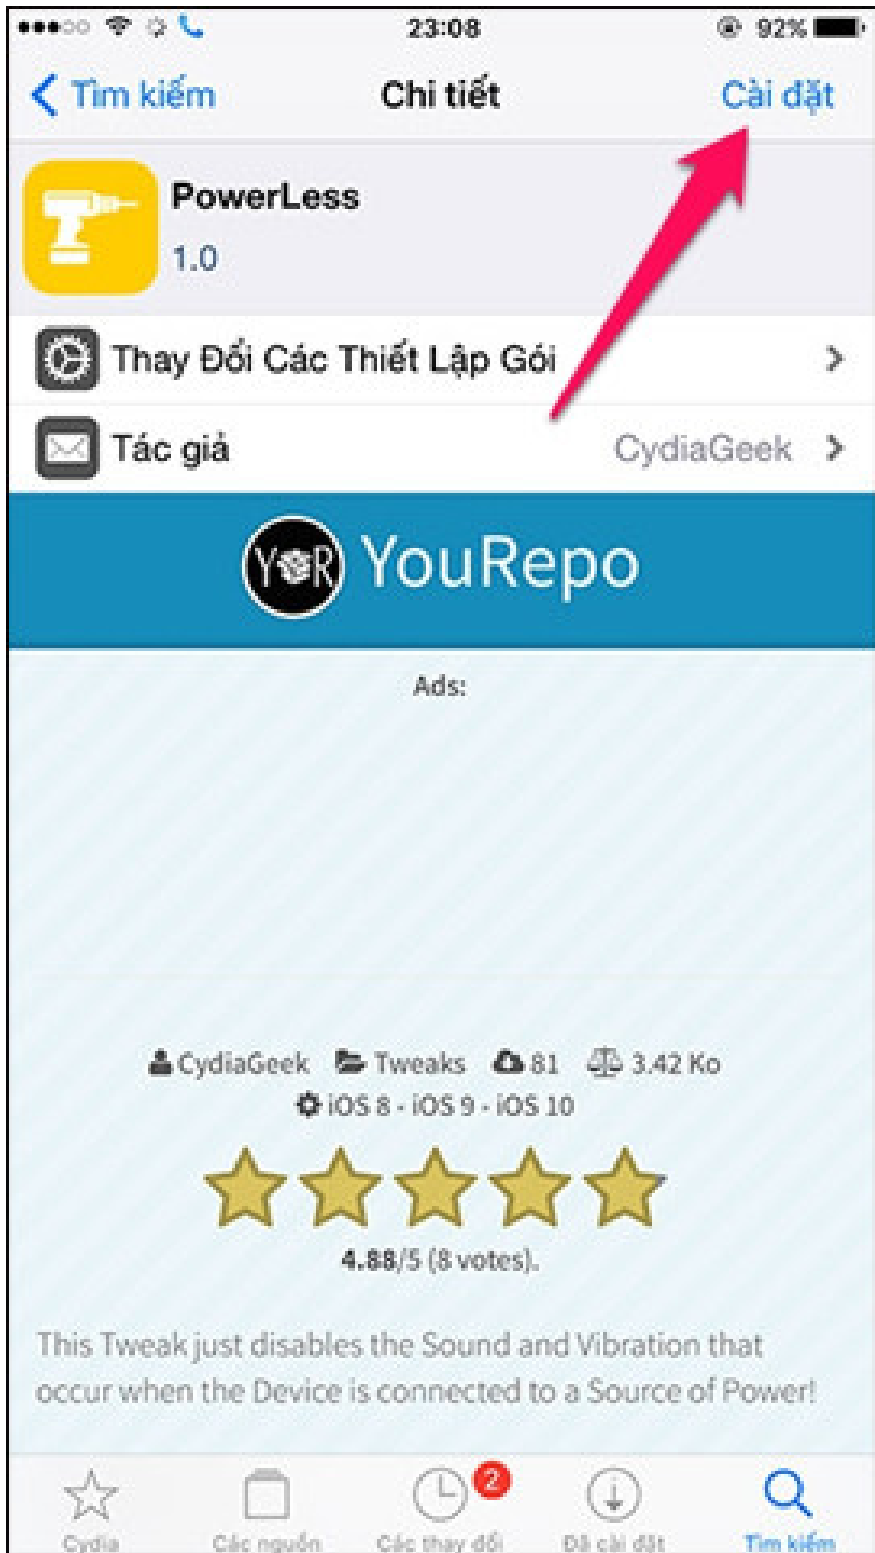 23:08 92%
Tìm kiếm Chi tiết Cài đặt
PowerLess
1.0
Thay Đổi Các Thiết Lập Gói
Tác giả CydiaGeek
YOR YouRepo
Ads:
CydiaGeek Tweaks 81 3.42 Ko
iOS 8 - iOS 9 - iOS 10
4.88/5 (8 votes).
This Tweak just disables the Sound and Vibration that
occur when the Device is connected to a Source of Power!
2
Cydia Các nguồn Các thay đổi Đã cài đặt Tìm kiếm